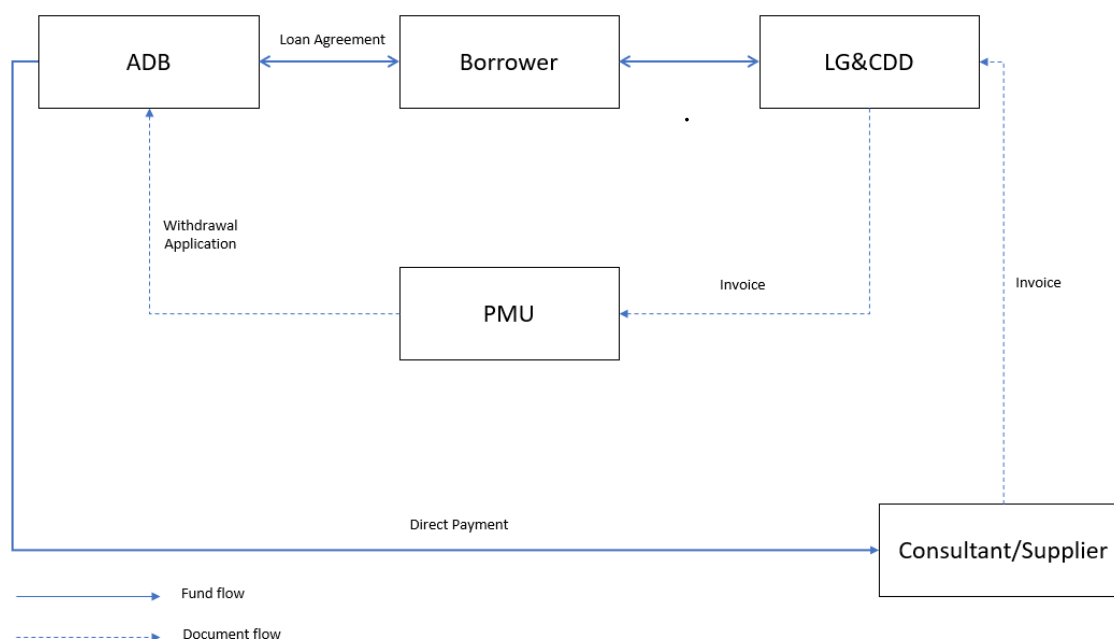 Loan Agreement
ADB
Borrower
LG&CDD
Withdrawal
Application
PMU
Invoice
Invoice
Direct Payment
Consultant/Supplier
Fund flow
Document flow